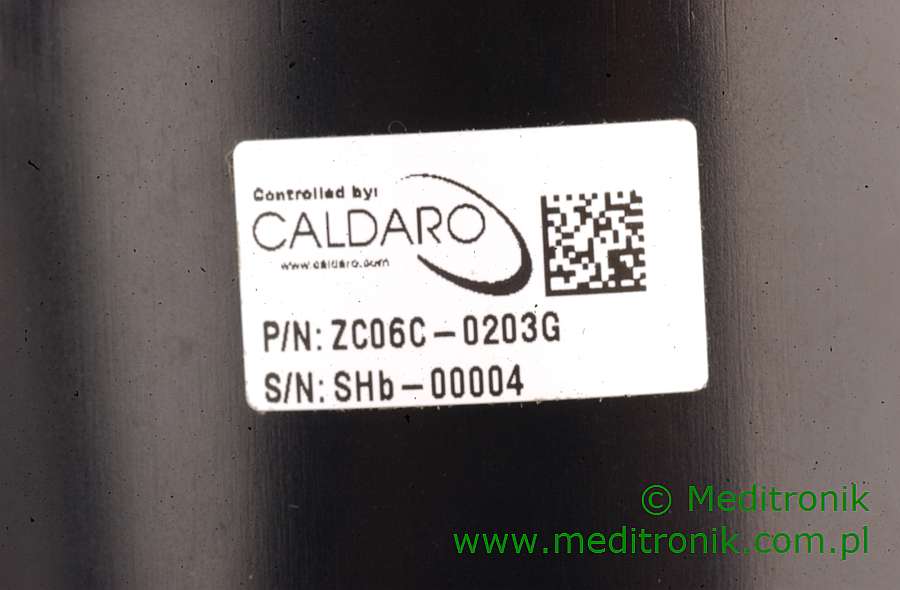 Controlled by:
CALDARO
www.caldaro.com
P/N: ZC06C-0203G
S/N: SHb-00004
© Meditronik
www.meditronik.com.pl